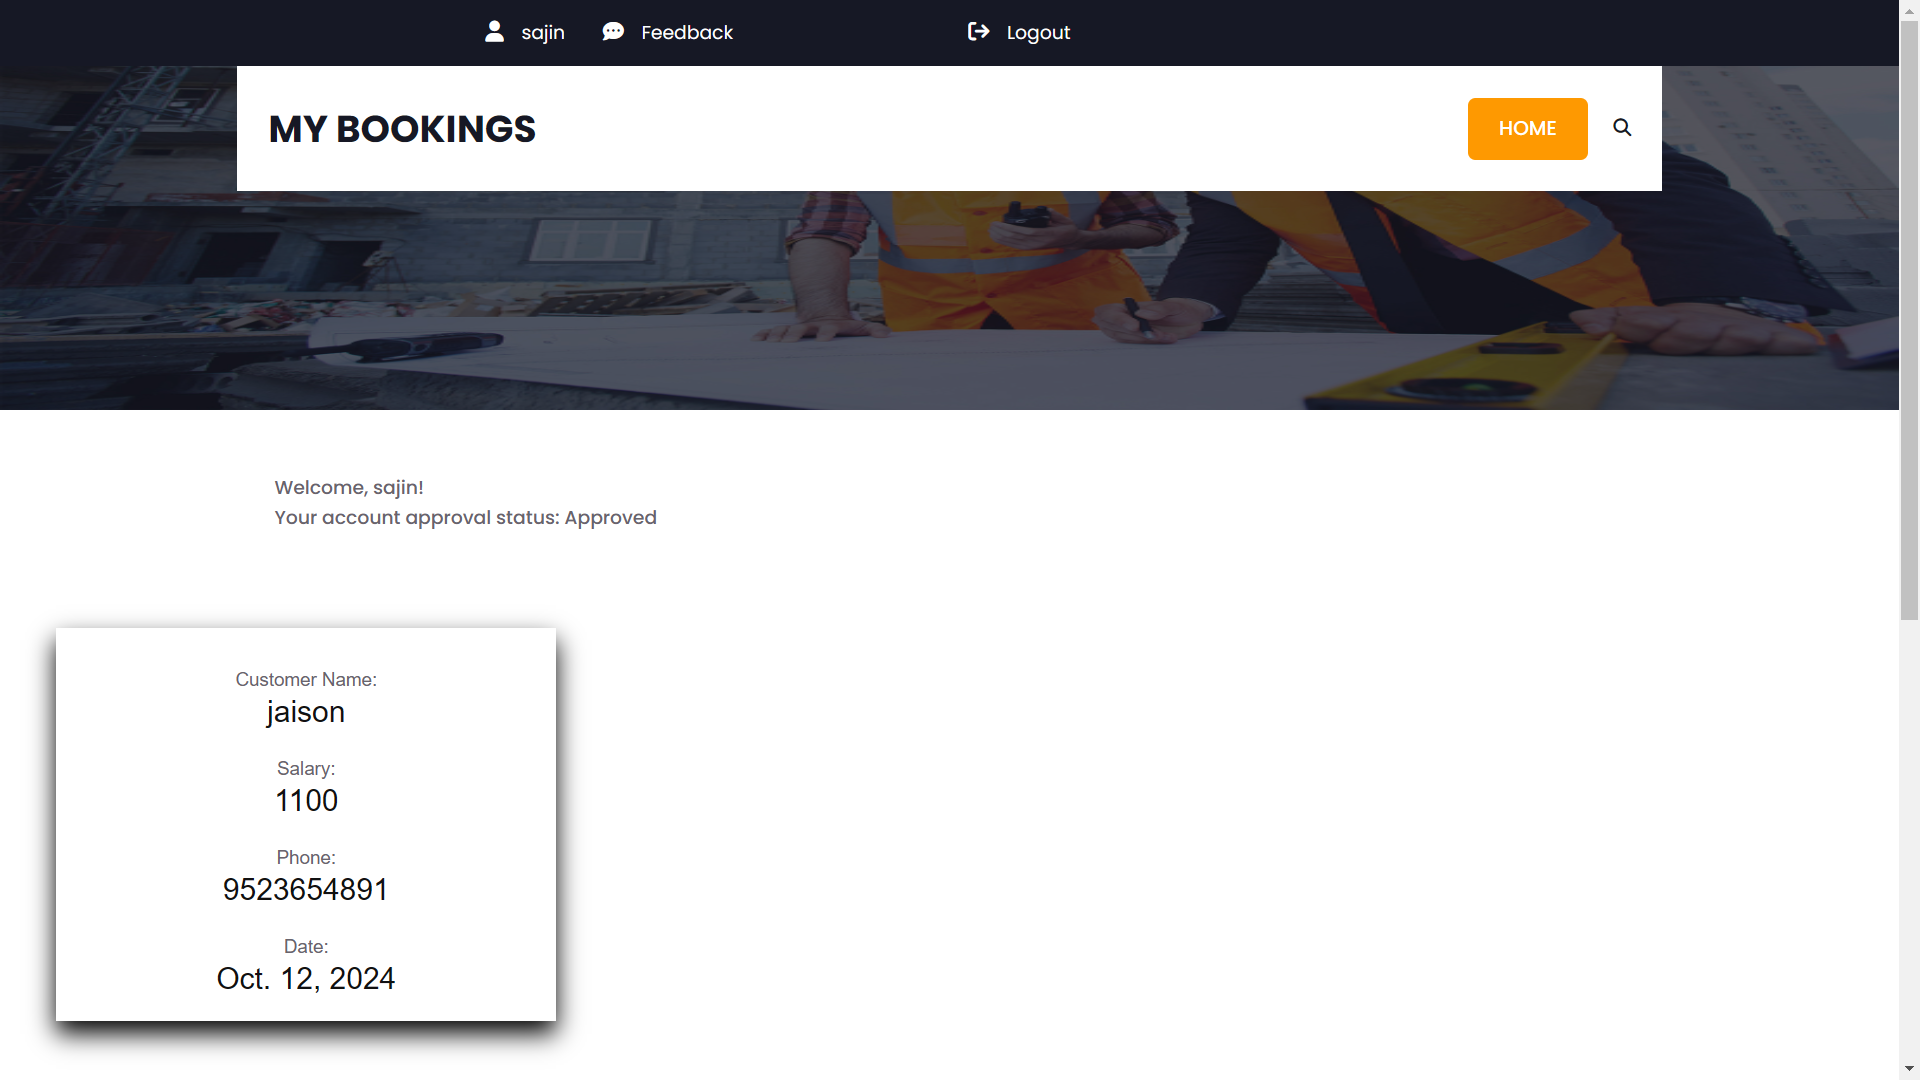 sajin
Feedback
Logout
MY BOOKINGS
HOME
Welcome, sajin!
Your account approval status: Approved
Customer Name:
jaison
Salary:
1100
Phone:
9523654891
Date:
Oct. 12, 2024